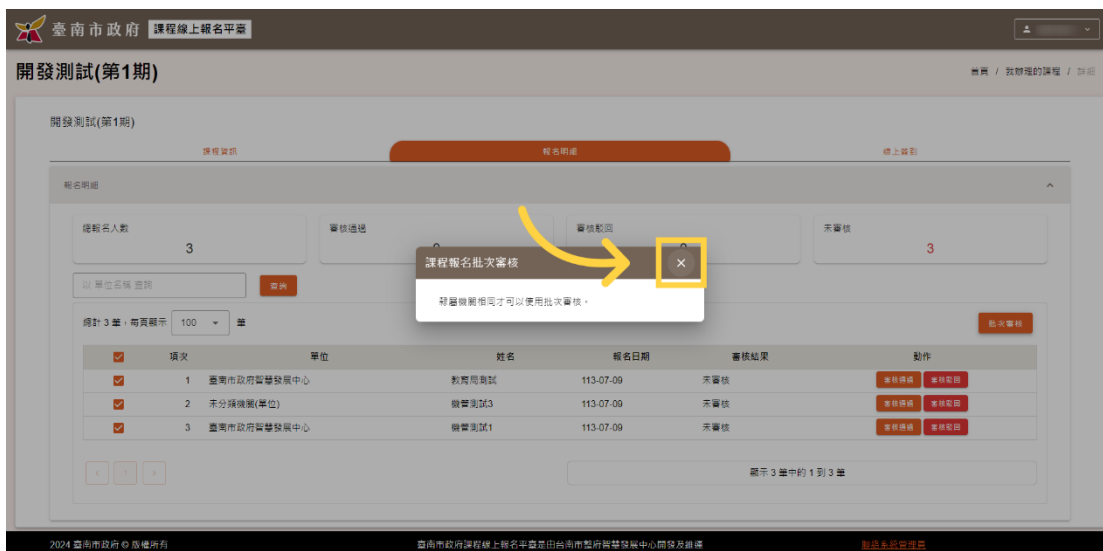 臺南市政府 課程線上報名平臺
開發測試(第1期)
首頁 / 我辦理的課程 / 詳細
開發測試(第1期)
課程資訊 報名明細 線上簽到
報名明細
總報名人數 審核通過 審核駁回 未審核
3 3
課程報名批次審核
隸屬機關相同才可以使用批次審核。
以 單位名稱 查詢 查詢
總計 3 筆，每頁顯示 100 筆 批次審核
項次 單位 姓名 報名日期 審核結果 動作
1 臺南市政府智慧發展中心 教育局測試 113-07-09 未審核 審核通過 審核駁回
2 未分類機關(單位) 機管測試3 113-07-09 未審核 審核通過 審核駁回
3 臺南市政府智慧發展中心 機管測試1 113-07-09 未審核 審核通過 審核駁回
< 1 > 顯示 3 筆中的 1 到 3 筆
2024 臺南市政府 © 版權所有 臺南市政府課程線上報名平臺是由台南市整府智慧發展中心開發及維運 聯絡系統管理員